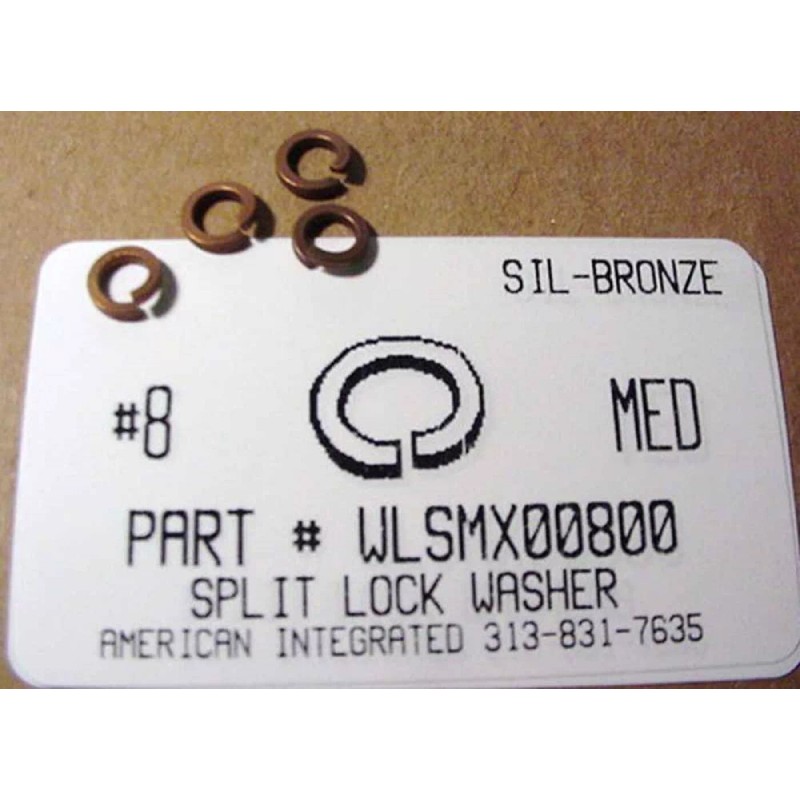 SIL-BRONZE
#8 MED
PART # WLSMX00800
SPLIT LOCK WASHER
AMERICAN INTEGRATED 313-831-7635